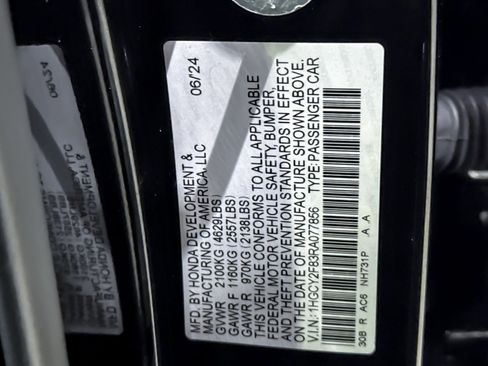 MFD. BY HONDA DEVELOPMENT & 06/24
MANUFACTURING OF AMERICA, LLC
GVWR 2100KG (4629LBS)
GAWR F 1160KG (2557LBS)
GAWR R 970KG (2138LBS)
THIS VEHICLE CONFORMS TO ALL APPLICABLE
FEDERAL MOTOR VEHICLE SAFETY, BUMPER,
AND THEFT PREVENTION STANDARDS IN EFFECT
ON THE DATE OF MANUFACTURE SHOWN ABOVE.
V.I.N.: 1HGCY2F83RA077856 TYPE: PASSENGER CAR
30B R AC6 NH731P A .A